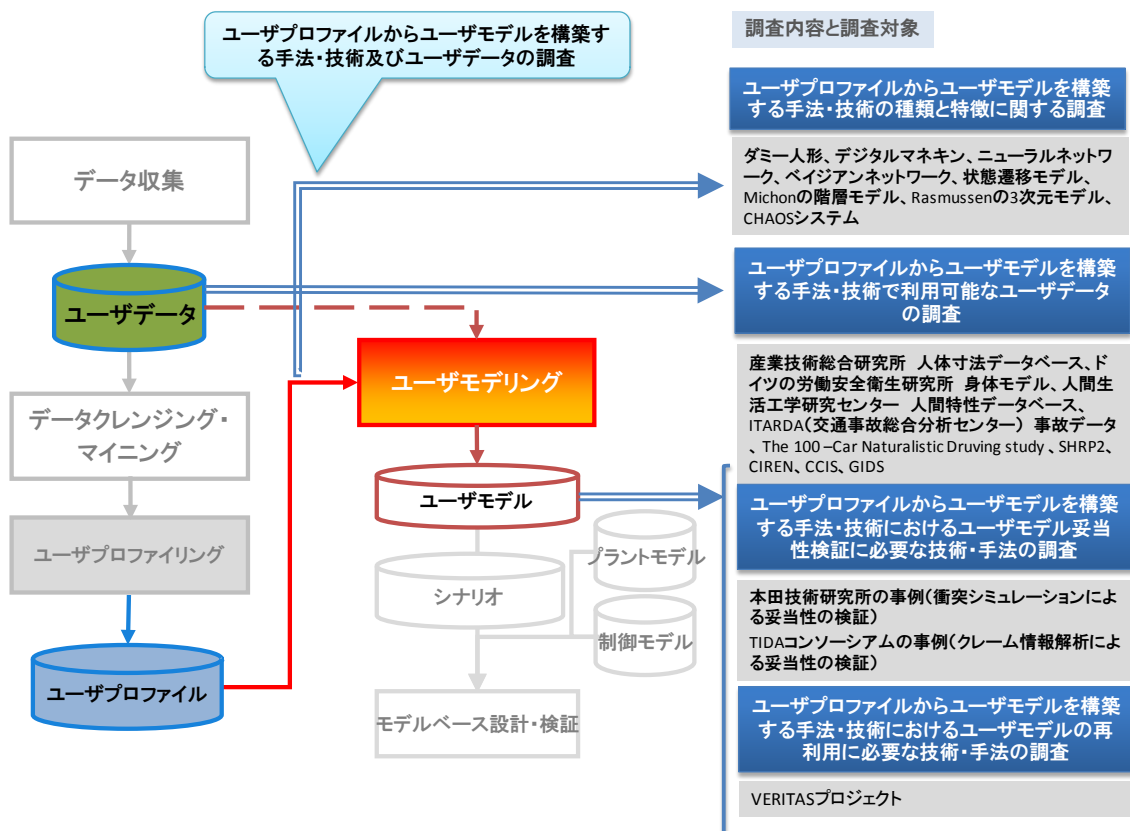 ユーザプロファイルからユーザモデルを構築す
る手法・技術及びユーザデータの調査
データ収集
ユーザデータ
データクレンジング・
マイニング
ユーザプロファイリング
ユーザプロファイル
ユーザモデリング
ユーザモデル
シナリオ
プラントモデル
制御モデル
モデルベース設計・検証
調査内容と調査対象
ユーザプロファイルからユーザモデルを構築
する手法・技術の種類と特徴に関する調査
ダミー人形、デジタルマネキン、ニューラルネットワ
ーク、ベイジアンネットワーク、状態遷移モデル、
Michonの階層モデル、Rasmussenの3次元モデル、
CHAOSシステム
ユーザプロファイルからユーザモデルを構築
する手法・技術で利用可能なユーザデータ
の調査
産業技術総合研究所 人体寸法データベース、ド
イツの労働安全衛生研究所 身体モデル、人間生
活工学研究センター 人間特性データベース、
ITARDA(交通事故総合分析センター) 事故データ
、The 100 –Car Naturalistic Druving study 、SHRP2、
CIREN、CCIS、GIDS
ユーザプロファイルからユーザモデルを構築
する手法・技術におけるユーザモデル妥当
性検証に必要な技術・手法の調査
本田技術研究所の事例(衝突シミュレーションによ
る妥当性の検証)
TIDAコンソーシアムの事例(クレーム情報解析によ
る妥当性の検証)
ユーザプロファイルからユーザモデルを構築
する手法・技術におけるユーザモデルの再
利用に必要な技術・手法の調査
VERITASプロジェクト